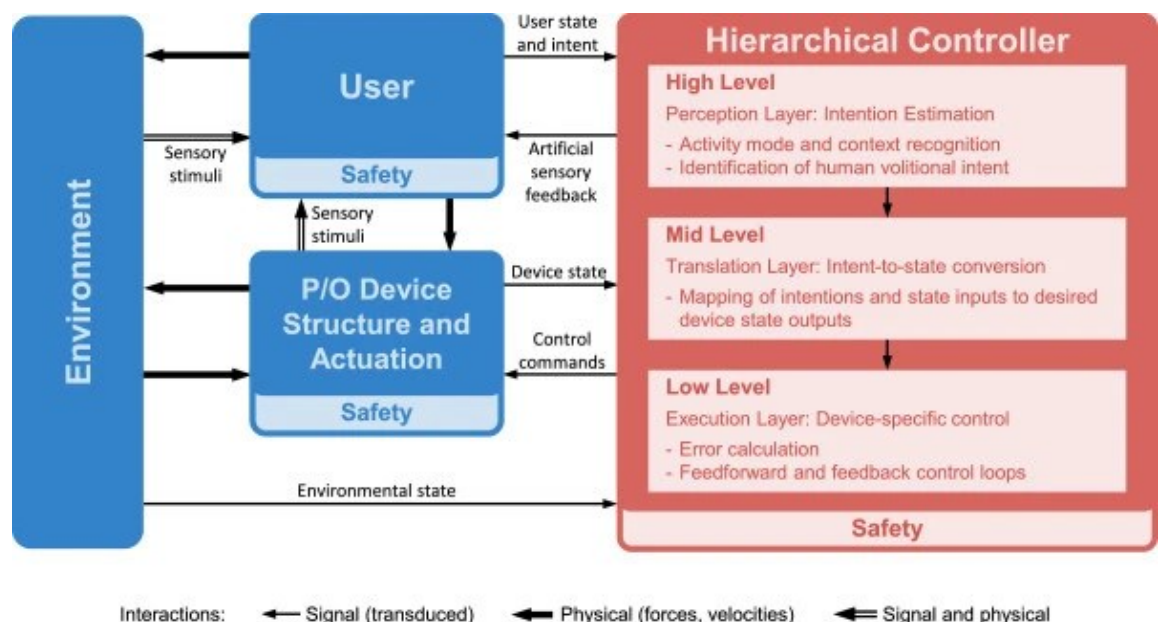 Environment
User
Safety
Sensory
stimuli
Sensory
stimuli
P/O Device
Structure and
Actuation
Safety
User state
and intent
Artificial
sensory
feedback
Device state
Control
commands
Environmental state
Hierarchical Controller
High Level
Perception Layer: Intention Estimation
- Activity mode and context recognition
- Identification of human volitional intent
Mid Level
Translation Layer: Intent-to-state conversion
- Mapping of intentions and state inputs to desired
device state outputs
Low Level
Execution Layer: Device-specific control
- Error calculation
- Feedforward and feedback control loops
Safety
Interactions: Signal (transduced) Physical (forces, velocities) Signal and physical